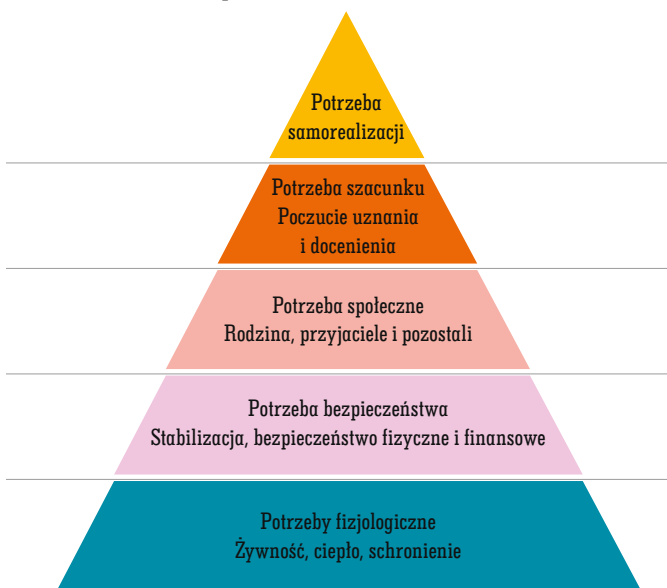 Potrzeba
samorealizacji
Potrzeba szacunku
Poczucie uznania
i docenienia
Potrzeba społeczne
Rodzina, przyjaciele i pozostali
Potrzeba bezpieczeństwa
Stabilizacja, bezpieczeństwo fizyczne i finansowe
Potrzeby fizjologiczne
Żywność, ciepło, schronienie